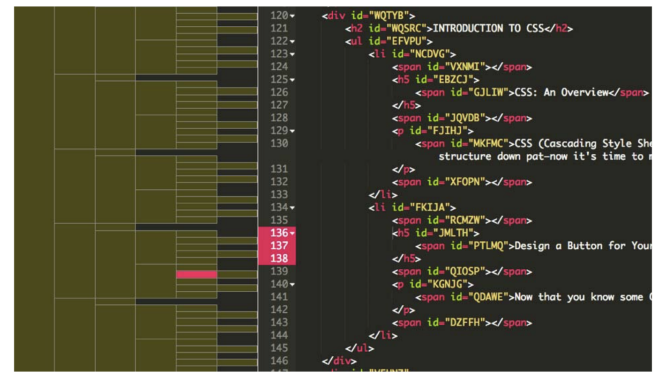 120 <div id="WQTYB">
121 <h2 id="WQSRC">INTRODUCTION TO CSS</h2>
122 <ul id="EFVPU">
123 <li id="NCDVG">
124 <span id="VXNMI"></span>
125 <h5 id="EBZCJ">
126 <span id="GJLIW">CSS: An Overview</span>
127 </h5>
128 <span id="JQVDB"></span>
129 <p id="FJIHJ">
130 <span id="MKFMC">CSS (Cascading Style She
structure down pat—now it's time to m
131 </p>
132 <span id="XFOPN"></span>
133 </li>
134 <li id="FKIJA">
135 <span id="RCMZW"></span>
136 <h5 id="JMLTH">
137 <span id="PTLMQ">Design a Button for Your
138 </h5>
139 <span id="QIOSP"></span>
140 <p id="KGNJG">
141 <span id="QDAWE">Now that you know some C
142 </p>
143 <span id="DZFFH"></span>
144 </li>
145 </ul>
146 </div>